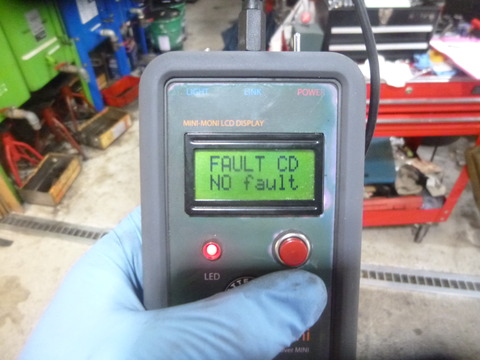 LIGHT LINK POWER
MINI-MONI LCD DISPLAY
FAULT CD
NO fault
LED